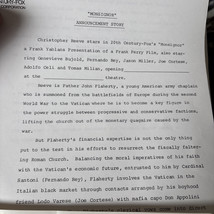 TURY-FOX
CORPORATION
"MONSIGNOR"
ANNOUNCEMENT STORY
Christopher Reeve stars in 20th Century-Fox's "Monsignor"
a Frank Yablans Presentation of a Frank Perry Film, also star-
ring Genevieve Bujold, Fernando Rey, Jason Miller, Joe Cortese,
Adolfo Celi and Tomas Milian, opening
at the theatre.
Reeve is Father John Flaherty, a young American army chaplain
who is summoned from the battlefields of Europe during the Second
World War to the Vatican where he is to become a key figure in
the power struggle between progressive and conservative factions,
lifting the church out of the monetary quagmire caused by the
war.
But Flaherty's financial expertise is not the only thing
put to the test in his efforts to resurrect the fiscally falter-
ing Roman Church. Balancing the moral imperatives of his faith
with the Vatican's economic future, entrusted to him by Cardinal
Santoni (Fernando Rey), Flaherty involves the Vatican in the
Italian black market through contacts arranged by his boyhood
friend Lodo Varese (Joe Cortese) with mafia capo Don Appolini